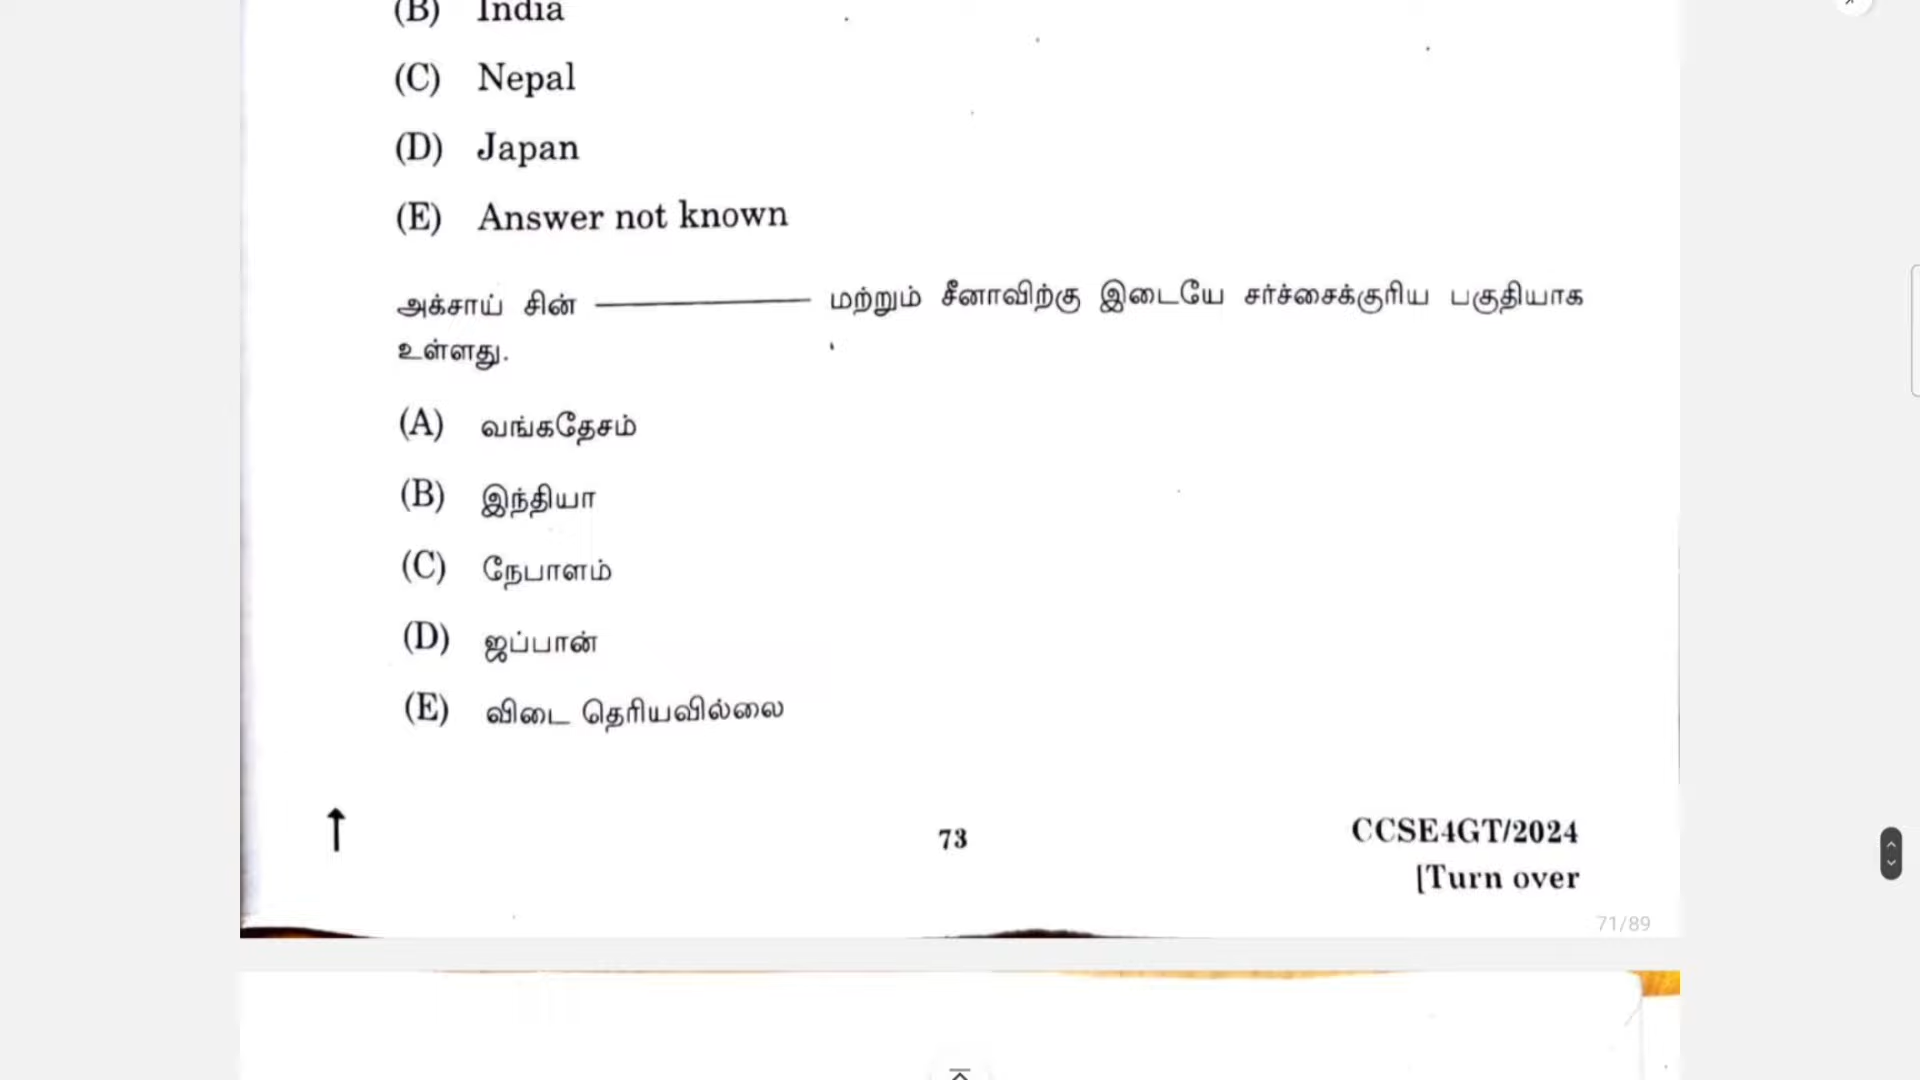 (B) India
(C) Nepal
(D) Japan
(E) Answer not known
அக்சாய் சின் ———— மற்றும் சீனாவிற்கு இடையே சர்ச்சைக்குரிய பகுதியாக
உள்ளது.
(A) வங்கதேசம்
(B) இந்தியா
(C) நேபாளம்
(D) ஜப்பான்
(E) விடை தெரியவில்லை
↑ 73 CCSE4GT/2024
[Turn over
71/89